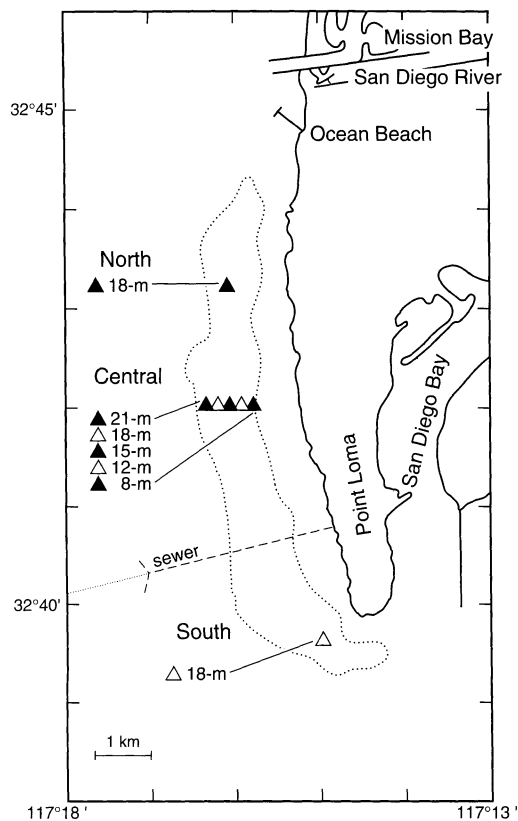 Mission Bay
San Diego River
32°45'
Ocean Beach
North
18-m
Central
21-m
18-m
15-m
12-m
8-m
San Diego Bay
Point Loma
sewer
32°40'
South
18-m
1 km
117°18'
117°13'